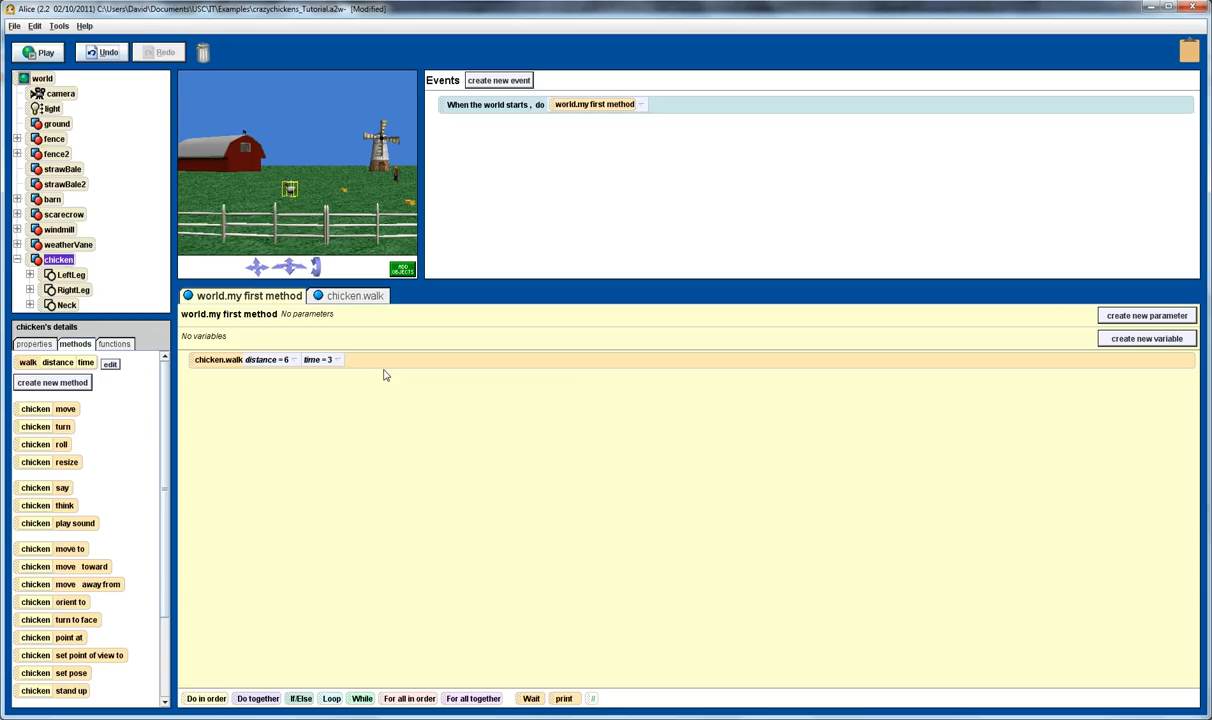 Alice (2.2 02/10/2011) C:\Users\David\Documents\USC\IT\Examples\crazychickens_Tutorial.a2w- [Modified]
File Edit Tools Help
Play Undo Redo
world
camera
light
ground
fence
fence2
strawBale
strawBale2
barn
scarecrow
windmill
weatherVane
chicken
LeftLeg
RightLeg
Neck
ADD OBJECTS
Events create new event
When the world starts , do world.my first method
chicken's details
properties methods functions
walk distance time edit
create new method
chicken move
chicken turn
chicken roll
chicken resize
chicken say
chicken think
chicken play sound
chicken move to
chicken move toward
chicken move away from
chicken orient to
chicken turn to face
chicken point at
chicken set point of view to
chicken set pose
chicken stand up
world.my first method chicken.walk
world.my first method No parameters create new parameter
No variables create new variable
chicken.walk distance = 6 time = 3
Do in order Do together If/Else Loop While For all in order For all together Wait print //